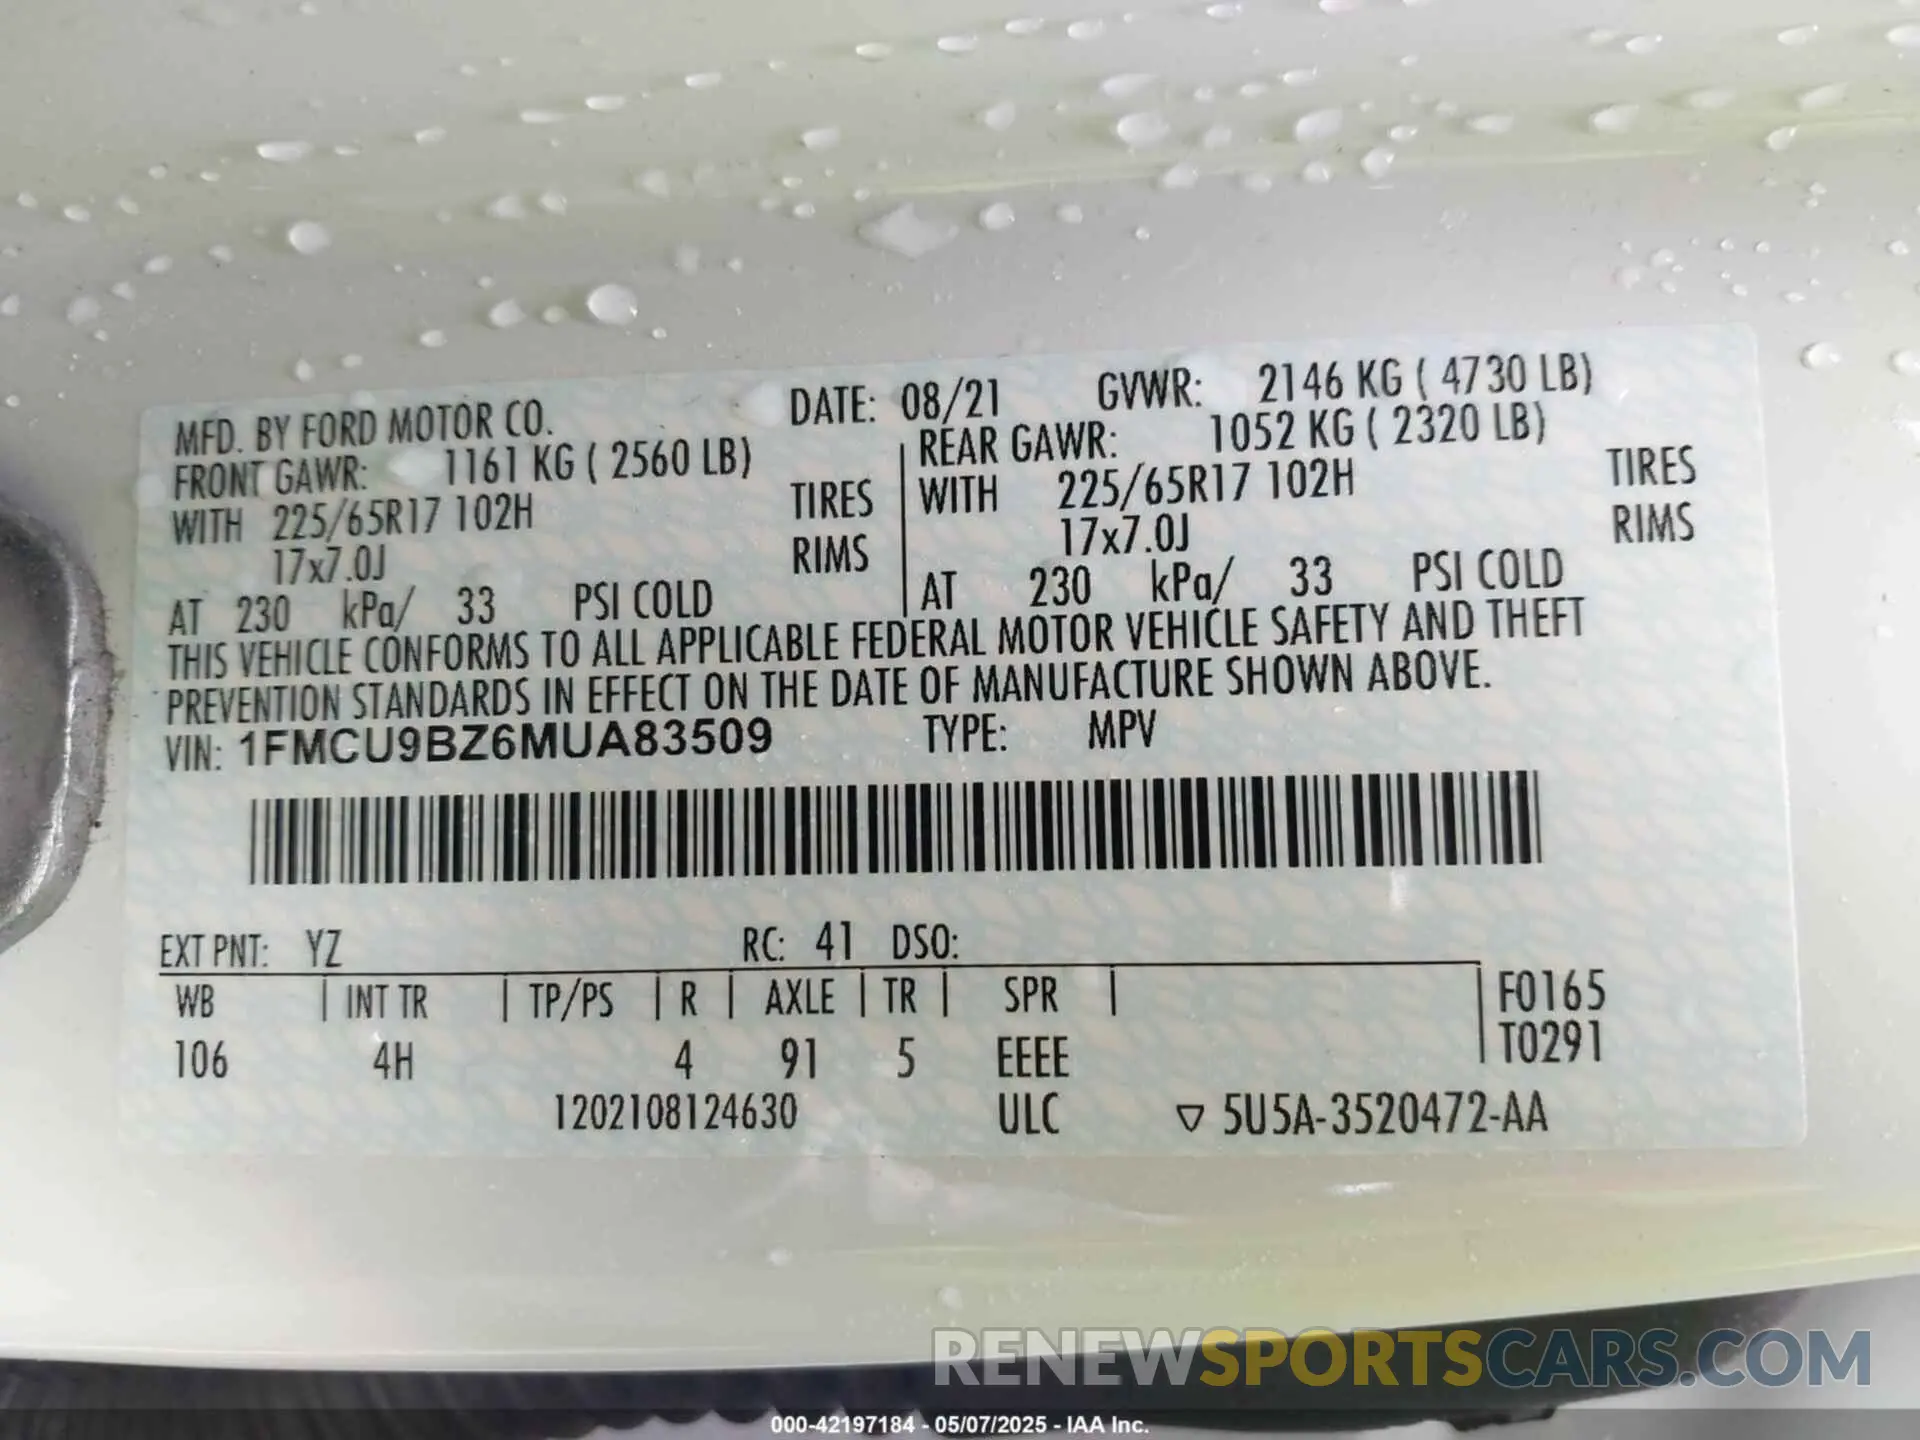 MFD. BY FORD MOTOR CO. DATE: 08/21 GVWR: 2146 KG ( 4730 LB)
FRONT GAWR: 1161 KG ( 2560 LB) REAR GAWR: 1052 KG ( 2320 LB)
WITH 225/65R17 102H TIRES WITH 225/65R17 102H TIRES
17x7.0J RIMS 17x7.0J RIMS
AT 230 kPa/ 33 PSI COLD AT 230 kPa/ 33 PSI COLD
THIS VEHICLE CONFORMS TO ALL APPLICABLE FEDERAL MOTOR VEHICLE SAFETY AND THEFT
PREVENTION STANDARDS IN EFFECT ON THE DATE OF MANUFACTURE SHOWN ABOVE.
VIN: 1FMCU9BZ6MUA83509 TYPE: MPV
EXT PNT: YZ RC: 41 DSO:
WB | INT TR | TP/PS | R | AXLE | TR | SPR | F0165
T0291
106 4H 4 91 5 EEEE
1202108124630 ULC ▽ 5U5A-3520472-AA
RENEWSPORTSCARS.COM
000-42197184 - 05/07/2025 - IAA Inc.